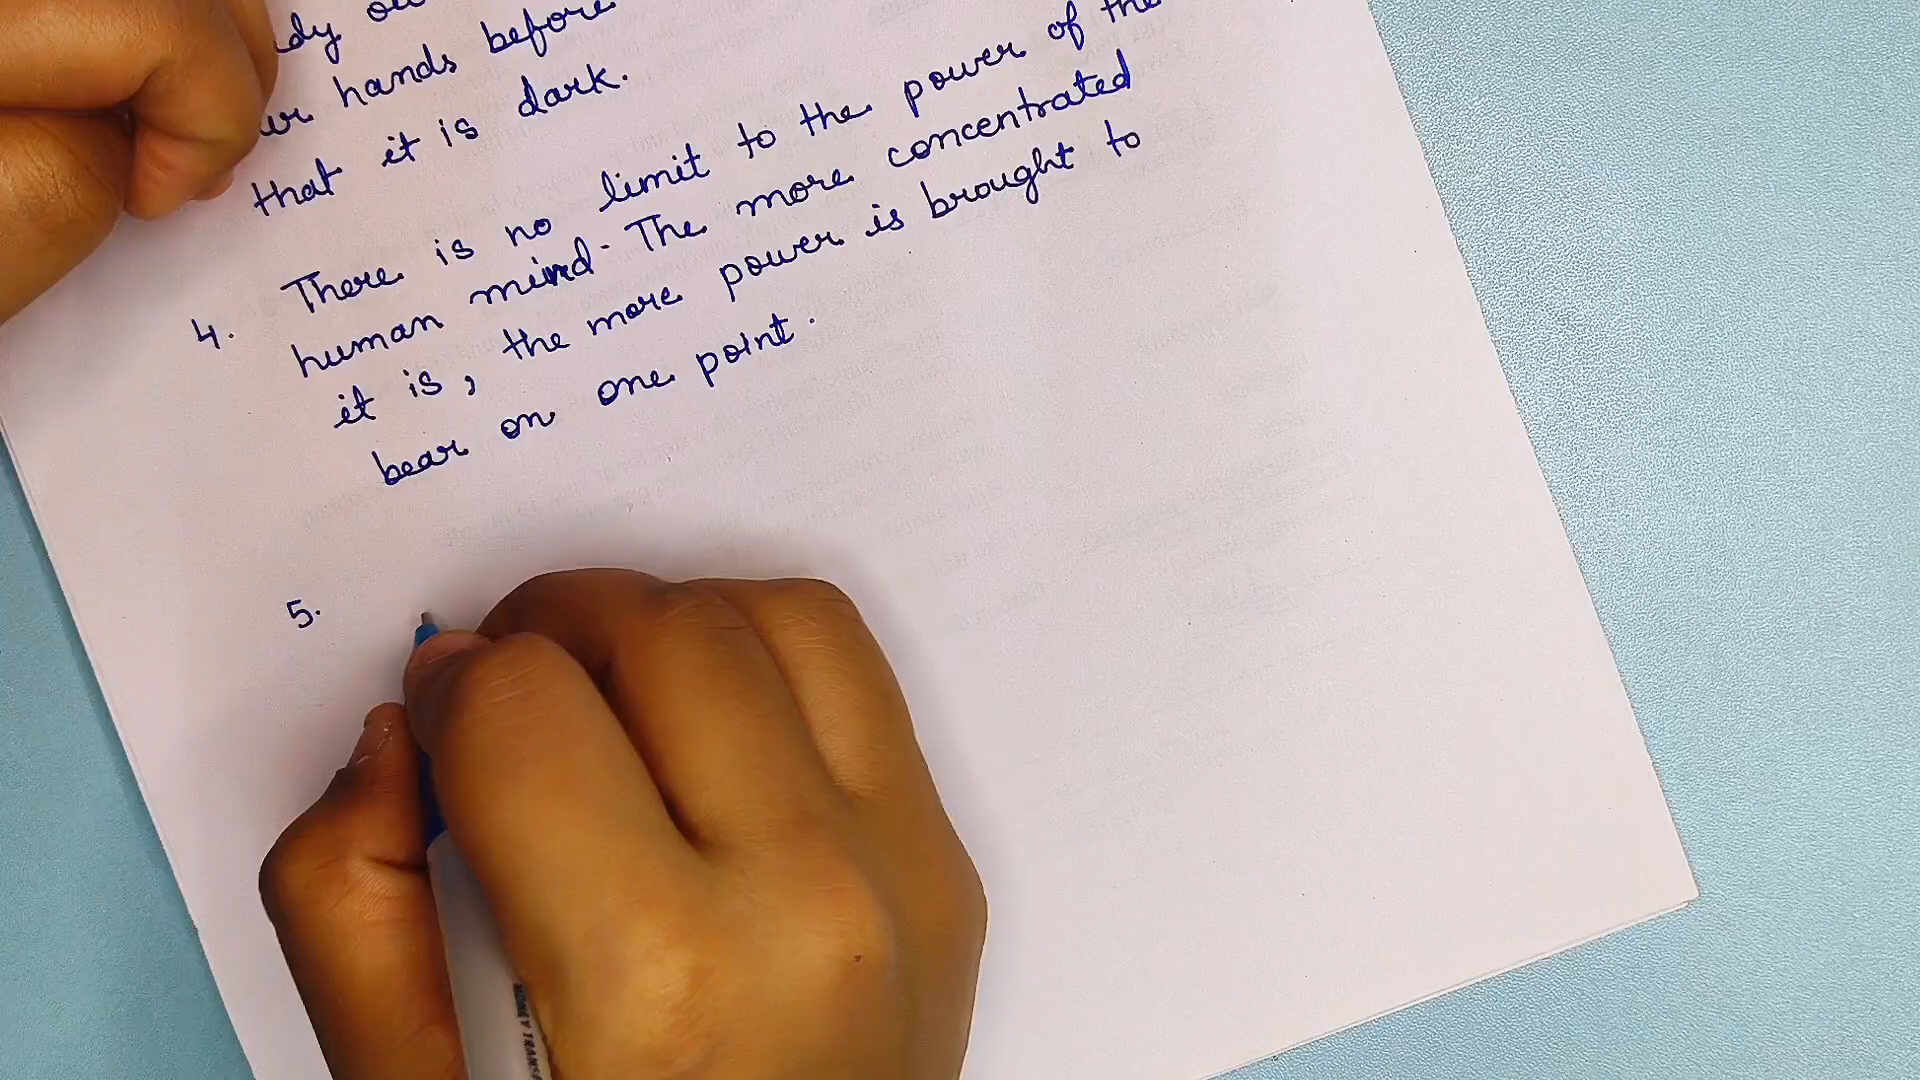 hands before
that it is dark.
4. There is no limit to the power of the
human mind. The more concentrated
it is, the more power is brought to
bear on one point.
5.